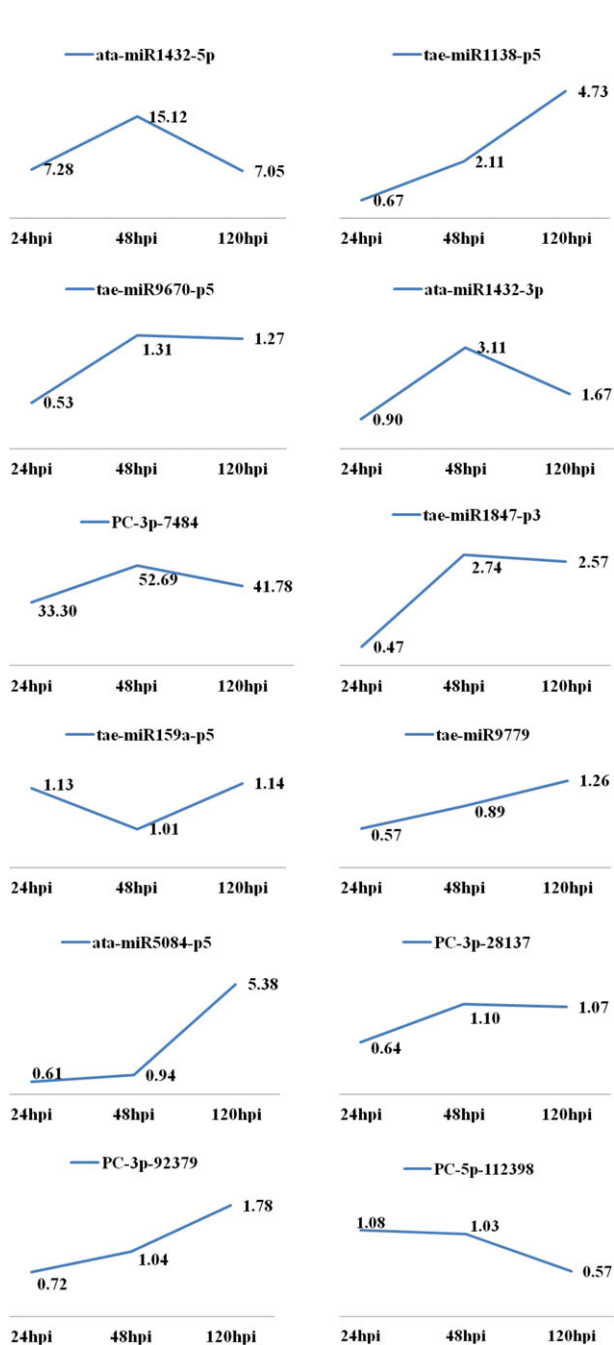 ata-miR1432-5p
7.28
15.12
7.05
24hpi 48hpi 120hpi
tae-miR1138-p5
0.67
2.11
4.73
24hpi 48hpi 120hpi
tae-miR9670-p5
0.53
1.31
1.27
24hpi 48hpi 120hpi
ata-miR1432-3p
0.90
3.11
1.67
24hpi 48hpi 120hpi
PC-3p-7484
33.30
52.69
41.78
24hpi 48hpi 120hpi
tae-miR1847-p3
0.47
2.74
2.57
24hpi 48hpi 120hpi
tae-miR159a-p5
1.13
1.01
1.14
24hpi 48hpi 120hpi
tae-miR9779
0.57
0.89
1.26
24hpi 48hpi 120hpi
ata-miR5084-p5
0.61
0.94
5.38
24hpi 48hpi 120hpi
PC-3p-28137
0.64
1.10
1.07
24hpi 48hpi 120hpi
PC-3p-92379
0.72
1.04
1.78
24hpi 48hpi 120hpi
PC-5p-112398
1.08
1.03
0.57
24hpi 48hpi 120hpi